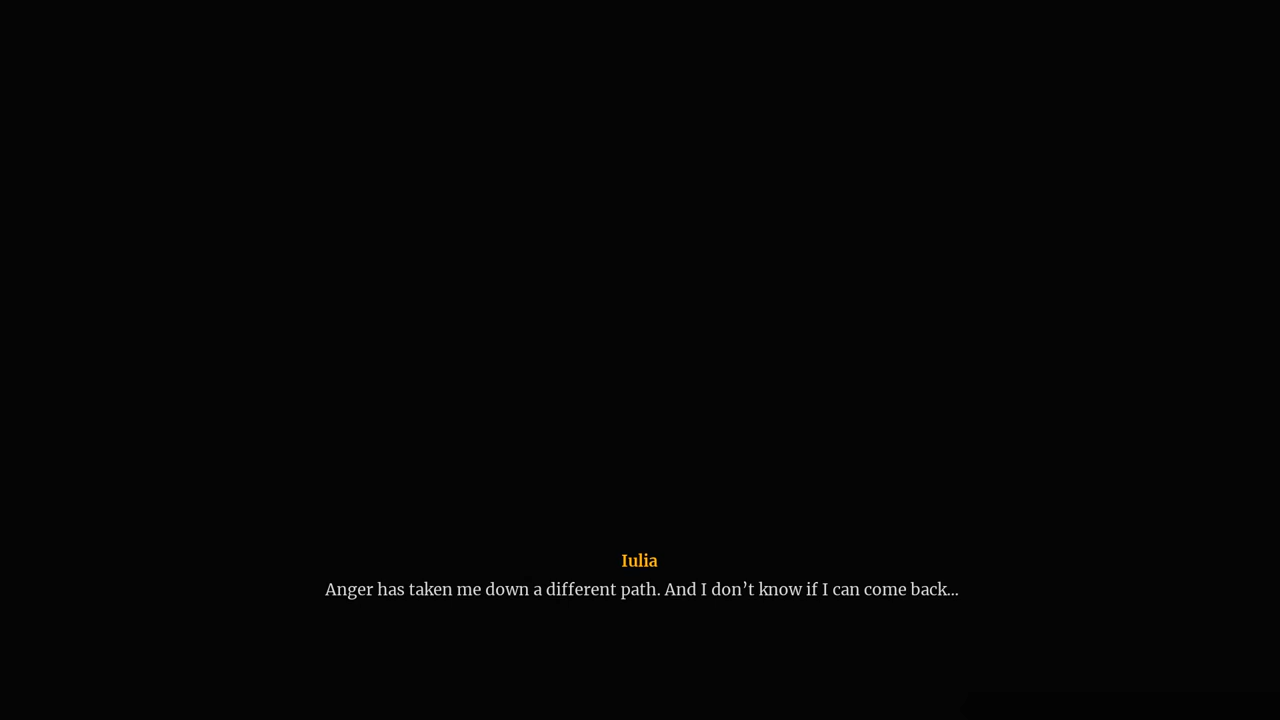 Iulia
Anger has taken me down a different path. And I don’t know if I can come back...